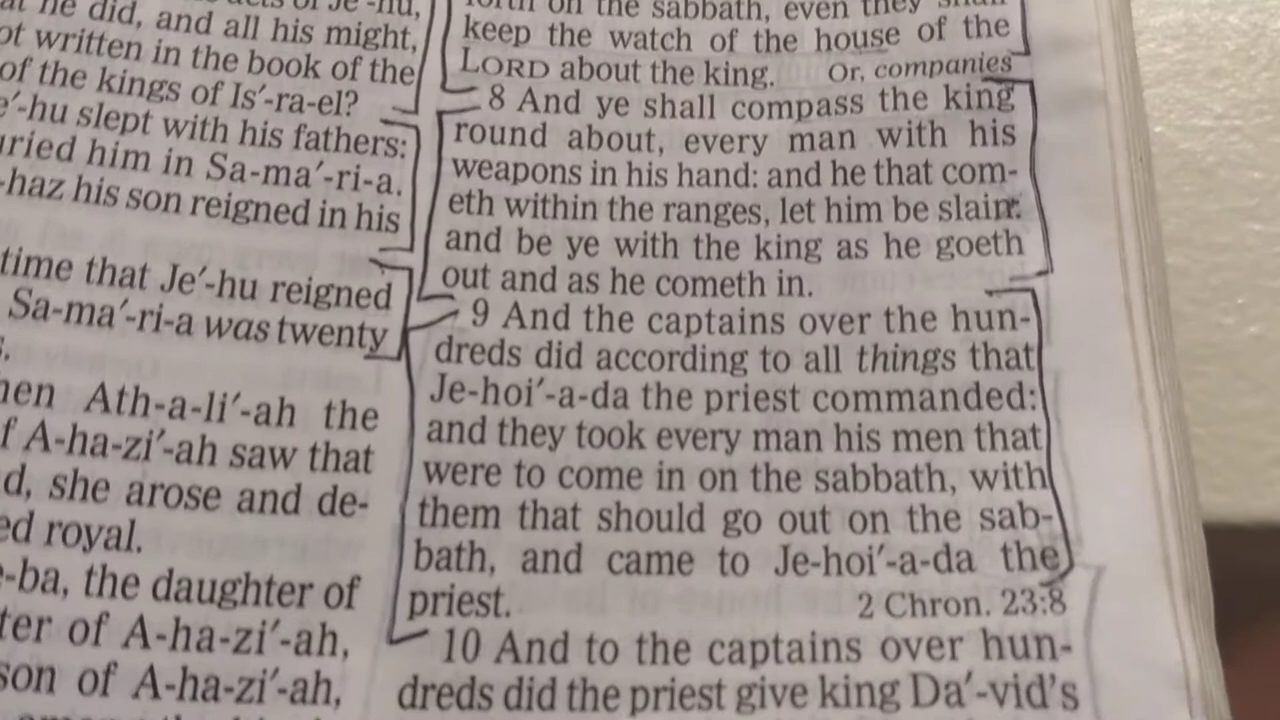 he did, and all his might,
written in the book of the
of the kings of Is′-ra-el?
′-hu slept with his fathers:
him in Sa-ma′-ri-a.
-haz his son reigned in his
time that Je′-hu reigned
Sa-ma′-ri-a was twenty
Ath-a-li′-ah the
A-ha-zi′-ah saw that
she arose and de-
royal.
-ba, the daughter of
of A-ha-zi′-ah,
son of A-ha-zi′-ah,
on the sabbath, even they shall
keep the watch of the house of the
LORD about the king. Or, companies
8 And ye shall compass the king
round about, every man with his
weapons in his hand: and he that com-
eth within the ranges, let him be slain:
and be ye with the king as he goeth
out and as he cometh in.
9 And the captains over the hun-
dreds did according to all things that
Je-hoi′-a-da the priest commanded:
and they took every man his men that
were to come in on the sabbath, with
them that should go out on the sab-
bath, and came to Je-hoi′-a-da the
priest. 2 Chron. 23:8
10 And to the captains over hun-
dreds did the priest give king Da′-vid's